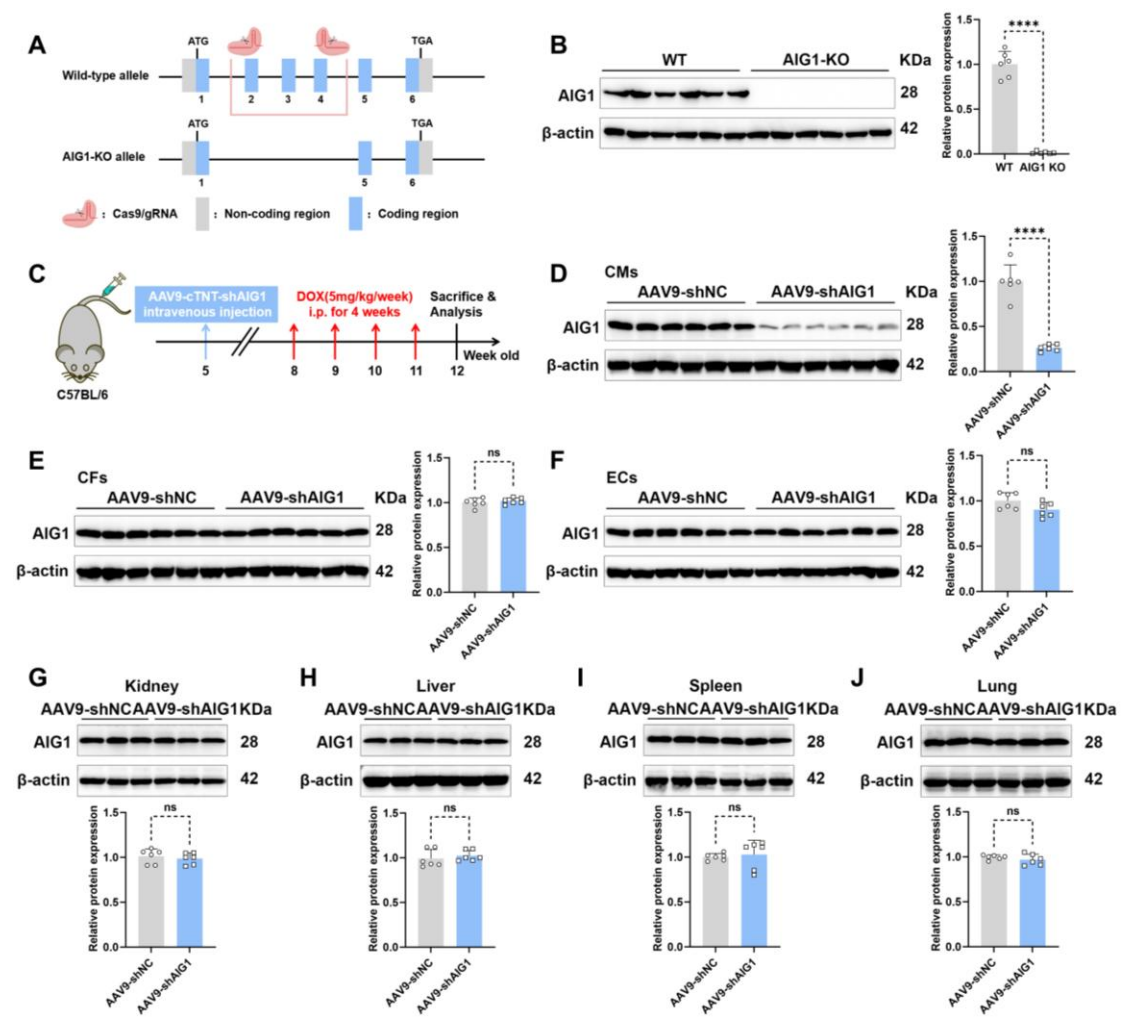 A
ATG
TGA
Wild-type allele
1
2
3
4
5
6
ATG
TGA
AIG1-KO allele
1
5
6
: Cas9/gRNA
: Non-coding region
: Coding region
B
WT
AIG1-KO
KDa
AIG1
28
β-actin
42
Relative protein expression
1.5
1.0
0.5
0.0
****
WT
AIG1 KO
C
AAV9-cTNT-shAIG1
intravenous injection
DOX(5mg/kg/week)
i.p. for 4 weeks
Sacrifice &
Analysis
Week old
5
8
9
10
11
12
C57BL/6
D
CMs
AAV9-shNC
AAV9-shAIG1
KDa
AIG1
28
β-actin
42
Relative protein expression
1.5
1.0
0.5
0.0
****
AAV9-shNC
AAV9-shAIG1
E
CFs
AAV9-shNC
AAV9-shAIG1
KDa
AIG1
28
β-actin
42
Relative protein expression
1.5
1.0
0.5
0.0
ns
AAV9-shNC
AAV9-shAIG1
F
ECs
AAV9-shNC
AAV9-shAIG1
KDa
AIG1
28
β-actin
42
Relative protein expression
1.5
1.0
0.5
0.0
ns
AAV9-shNC
AAV9-shAIG1
G
Kidney
AAV9-shNCAAV9-shAIG1KDa
AIG1
28
β-actin
42
Relative protein expression
1.5
1.0
0.5
0.0
ns
AAV9-shNC
AAV9-shAIG1
H
Liver
AAV9-shNCAAV9-shAIG1KDa
AIG1
28
β-actin
42
Relative protein expression
1.5
1.0
0.5
0.0
ns
AAV9-shNC
AAV9-shAIG1
I
Spleen
AAV9-shNCAAV9-shAIG1KDa
AIG1
28
β-actin
42
Relative protein expression
1.5
1.0
0.5
0.0
ns
AAV9-shNC
AAV9-shAIG1
J
Lung
AAV9-shNCAAV9-shAIG1KDa
AIG1
28
β-actin
42
Relative protein expression
1.5
1.0
0.5
0.0
ns
AAV9-shNC
AAV9-shAIG1